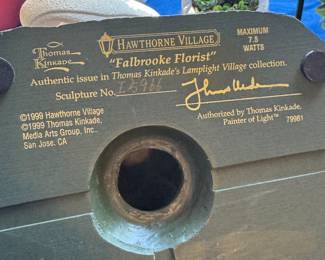 Thomas
Kinkade
HAWTHORNE VILLAGE
MAXIMUM
7.5
WATTS
"Falbrooke Florist"
Authentic issue in Thomas Kinkade's Lamplight Village collection.
Sculpture No.
©1999 Hawthorne Village
©1999 Thomas Kinkade,
Media Arts Group, Inc.,
San Jose, CA
Authorized by Thomas Kinkade,
Painter of Light™
79981